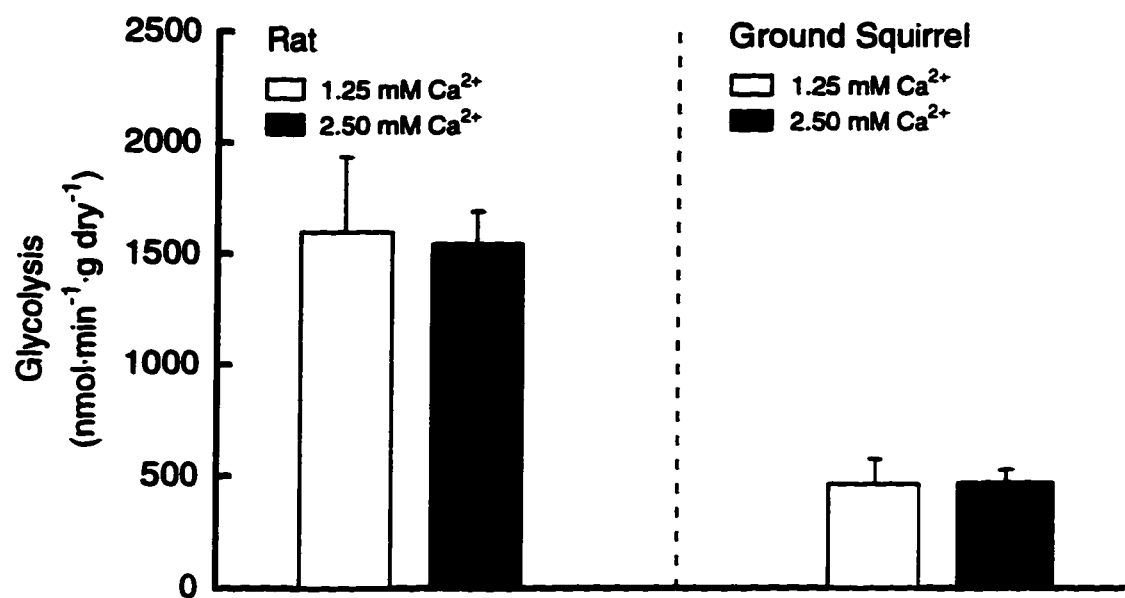 2500
2000
1500
1000
500
0
Glycolysis
(nmol·min⁻¹·g dry⁻¹)
Rat
1.25 mM Ca²⁺
2.50 mM Ca²⁺
Ground Squirrel
1.25 mM Ca²⁺
2.50 mM Ca²⁺